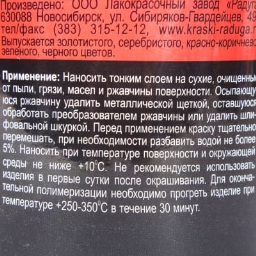 Произведено: ООО Лакокрасочный завод «Радуга
630088 Новосибирск, ул. Сибиряков-Гвардейцев, 49
тел/факс (383) 315-12-12, www.kraski-raduga.ru
Выпускается золотистого, серебристого, красно-коричнево
зеленого, черного цветов.
Применение: Наносить тонким слоем на сухие, очищенны
от пыли, грязи, масел и ржавчины поверхности. Осыпающу
юся ржавчину удалить металлической щеткой, оставшуюся
обработать преобразователем ржавчины или удалить шли
фовальной шкуркой. Перед применением краску тщательно
перемешать, при необходимости разбавить водой не более
5%. Наносить при температуре поверхности и окружающей
среды не ниже +10°С. Не рекомендуется использовать
изделия в первые сутки после окрашивания. Для оконча-
тельной полимеризации необходимо прогреть изделие при
температуре +250-350°С в течение 30 минут.